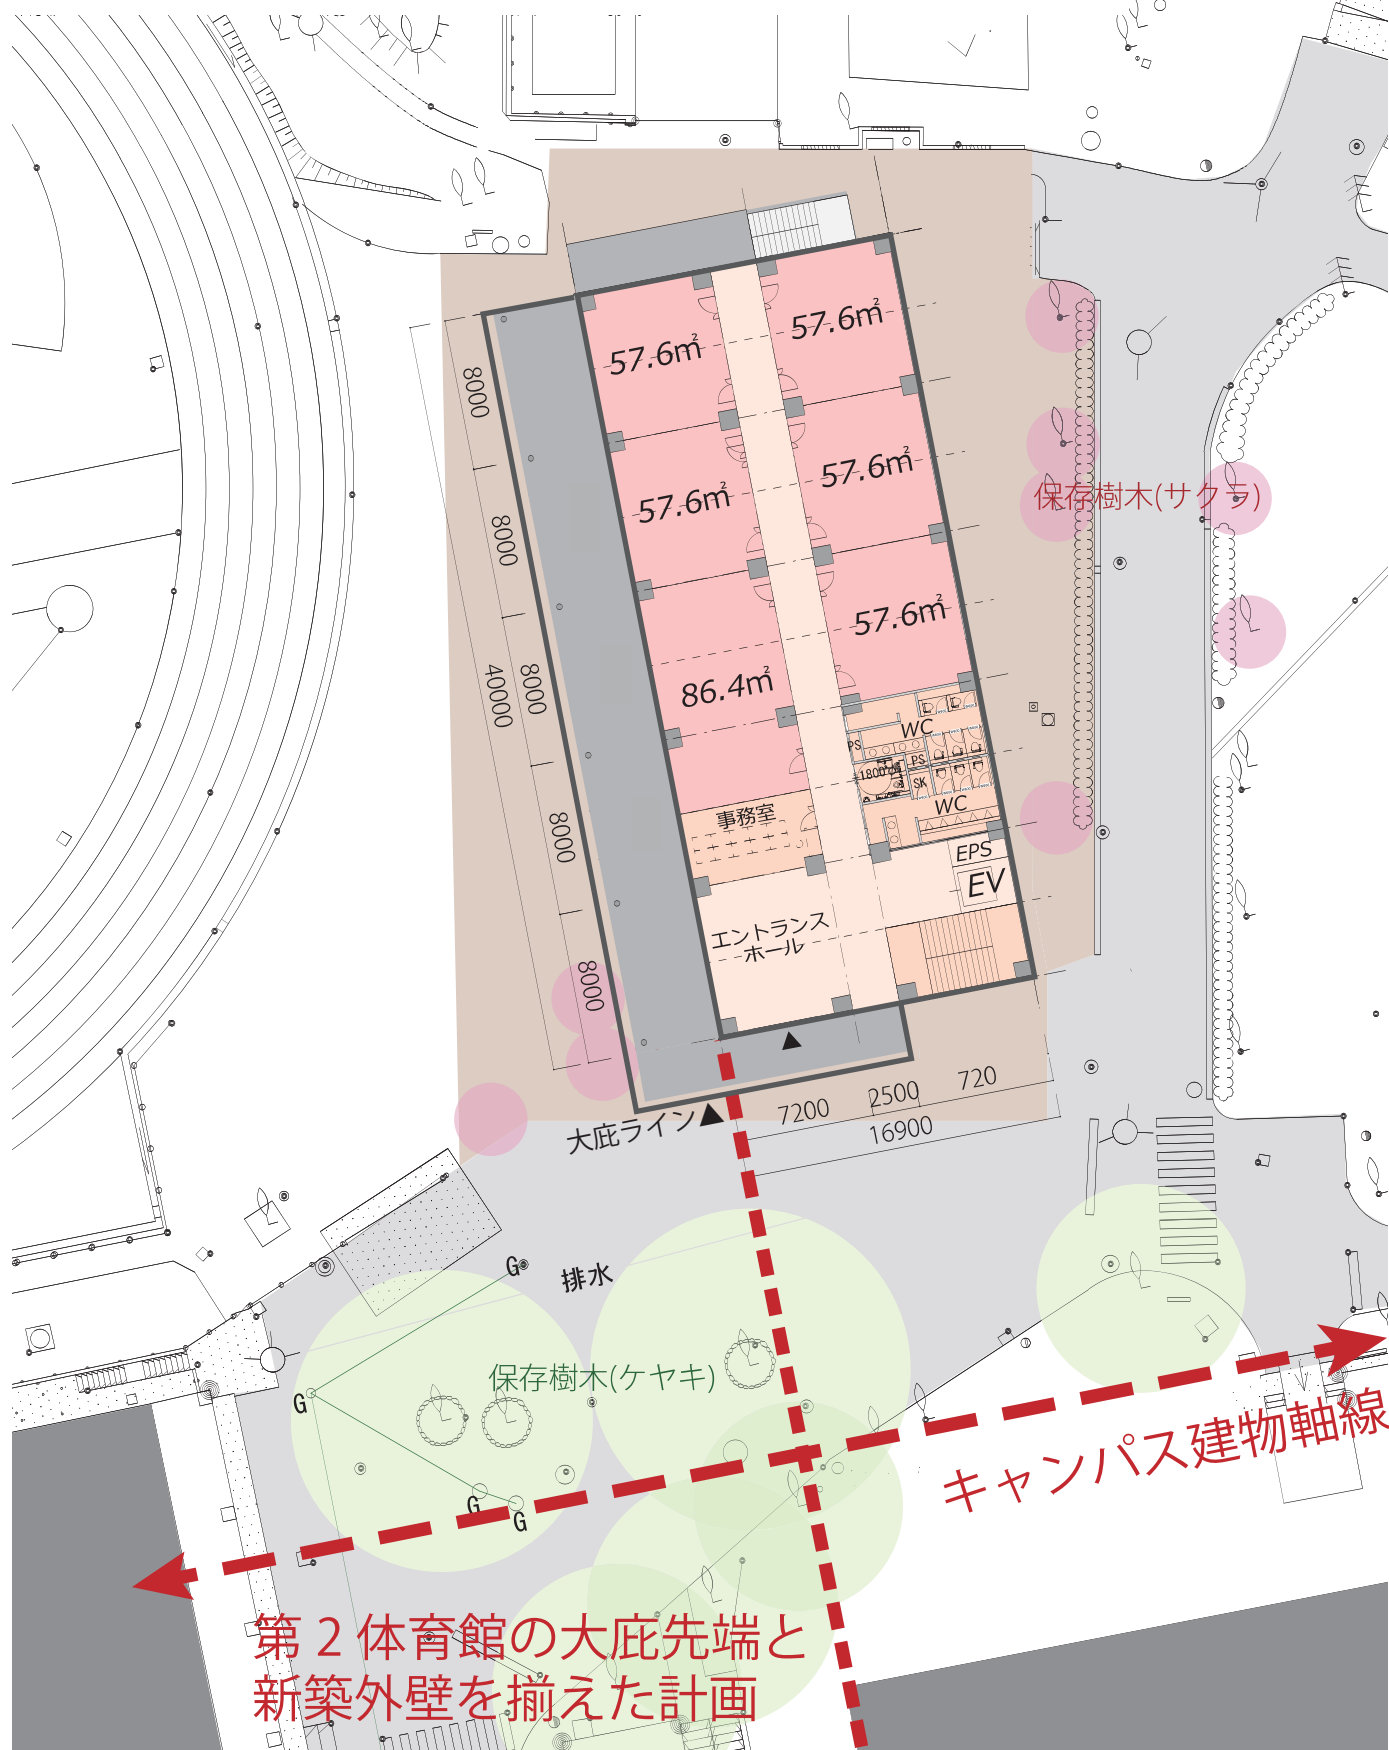 57.6㎡
57.6㎡
8000
57.6㎡
57.6㎡
保存樹木(サクラ)
8000
57.6㎡
86.4㎡
8000
40000
WC
PS
PS
1800
SK
WC
事務室
8000
EPS
EV
エントランス
ホール
8000
720
2500
7200
16900
大庇ライン
G
排水
保存樹木(ケヤキ)
G
G
G
キャンパス建物軸線
第2体育館の大庇先端と
新築外壁を揃えた計画